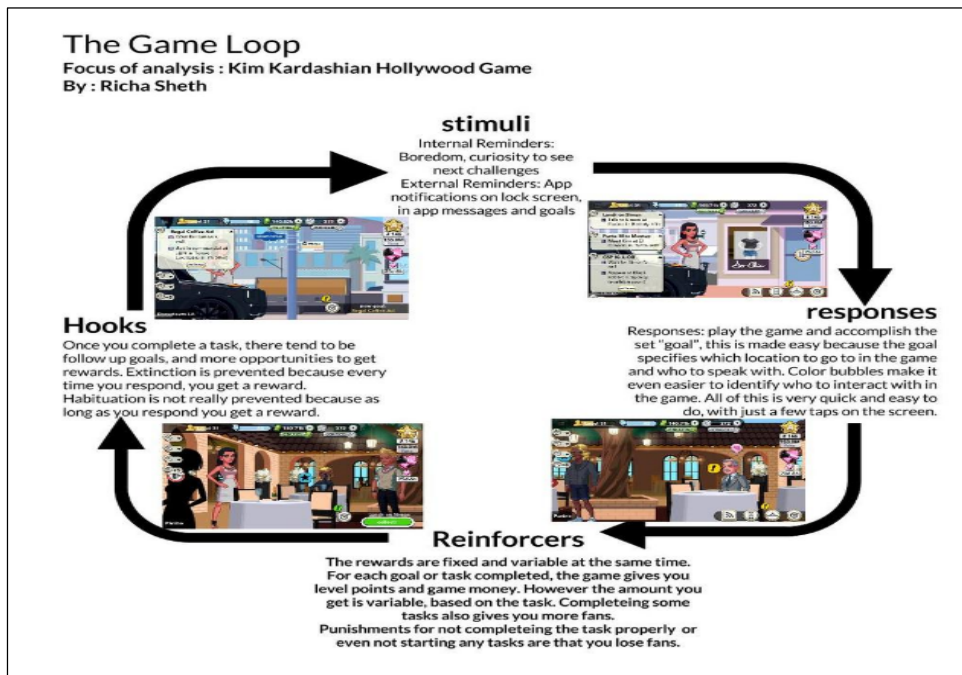 The Game Loop
Focus of analysis : Kim Kardashian Hollywood Game
By : Richa Sheth
stimuli
Internal Reminders:
Boredom, curiosity to see
next challenges
External Reminders: App
notifications on lock screen,
in app messages and goals
responses
Responses: play the game and accomplish the
set "goal", this is made easy because the goal
specifies which location to go to in the game
and who to speak with. Color bubbles make it
even easier to identify who to interact with in
the game. All of this is very quick and easy to
do, with just a few taps on the screen.
Reinforcers
The rewards are fixed and variable at the same time.
For each goal or task completed, the game gives you
level points and game money. However the amount you
get is variable, based on the task. Completeing some
tasks also gives you more fans.
Punishments for not completeing the task properly or
even not starting any tasks are that you lose fans.
Hooks
Once you complete a task, there tend to be
follow up goals, and more opportunities to get
rewards. Extinction is prevented because every
time you respond, you get a reward.
Habituation is not really prevented because as
long as you respond you get a reward.